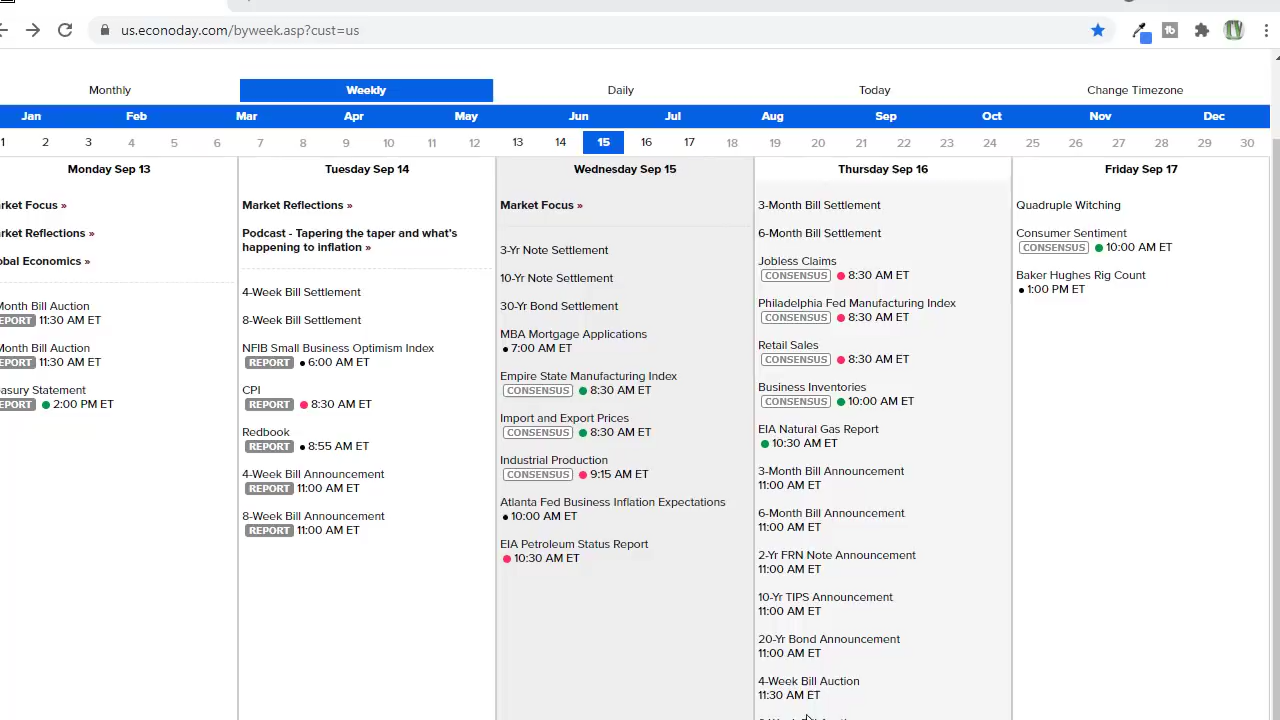 us.econoday.com/byweek.asp?cust=us
Monthly
Weekly
Daily
Today
Change Timezone
Jan Feb Mar Apr May Jun Jul Aug Sep Oct Nov Dec
1 2 3 4 5 6 7 8 9 10 11 12 13 14 15 16 17 18 19 20 21 22 23 24 25 26 27 28 29 30
Monday Sep 13
rket Focus »
rket Reflections »
obal Economics »
Month Bill Auction
EPORT 11:30 AM ET
Month Bill Auction
EPORT 11:30 AM ET
easury Statement
EPORT 2:00 PM ET
Tuesday Sep 14
Market Reflections »
Podcast - Tapering the taper and what's
happening to inflation »
4-Week Bill Settlement
8-Week Bill Settlement
NFIB Small Business Optimism Index
REPORT 6:00 AM ET
CPI
REPORT 8:30 AM ET
Redbook
REPORT 8:55 AM ET
4-Week Bill Announcement
REPORT 11:00 AM ET
8-Week Bill Announcement
REPORT 11:00 AM ET
Wednesday Sep 15
Market Focus »
3-Yr Note Settlement
10-Yr Note Settlement
30-Yr Bond Settlement
MBA Mortgage Applications
7:00 AM ET
Empire State Manufacturing Index
CONSENSUS 8:30 AM ET
Import and Export Prices
CONSENSUS 8:30 AM ET
Industrial Production
CONSENSUS 9:15 AM ET
Atlanta Fed Business Inflation Expectations
10:00 AM ET
EIA Petroleum Status Report
10:30 AM ET
Thursday Sep 16
3-Month Bill Settlement
6-Month Bill Settlement
Jobless Claims
CONSENSUS 8:30 AM ET
Philadelphia Fed Manufacturing Index
CONSENSUS 8:30 AM ET
Retail Sales
CONSENSUS 8:30 AM ET
Business Inventories
CONSENSUS 10:00 AM ET
EIA Natural Gas Report
10:30 AM ET
3-Month Bill Announcement
11:00 AM ET
6-Month Bill Announcement
11:00 AM ET
2-Yr FRN Note Announcement
11:00 AM ET
10-Yr TIPS Announcement
11:00 AM ET
20-Yr Bond Announcement
11:00 AM ET
4-Week Bill Auction
11:30 AM ET
Friday Sep 17
Quadruple Witching
Consumer Sentiment
CONSENSUS 10:00 AM ET
Baker Hughes Rig Count
1:00 PM ET